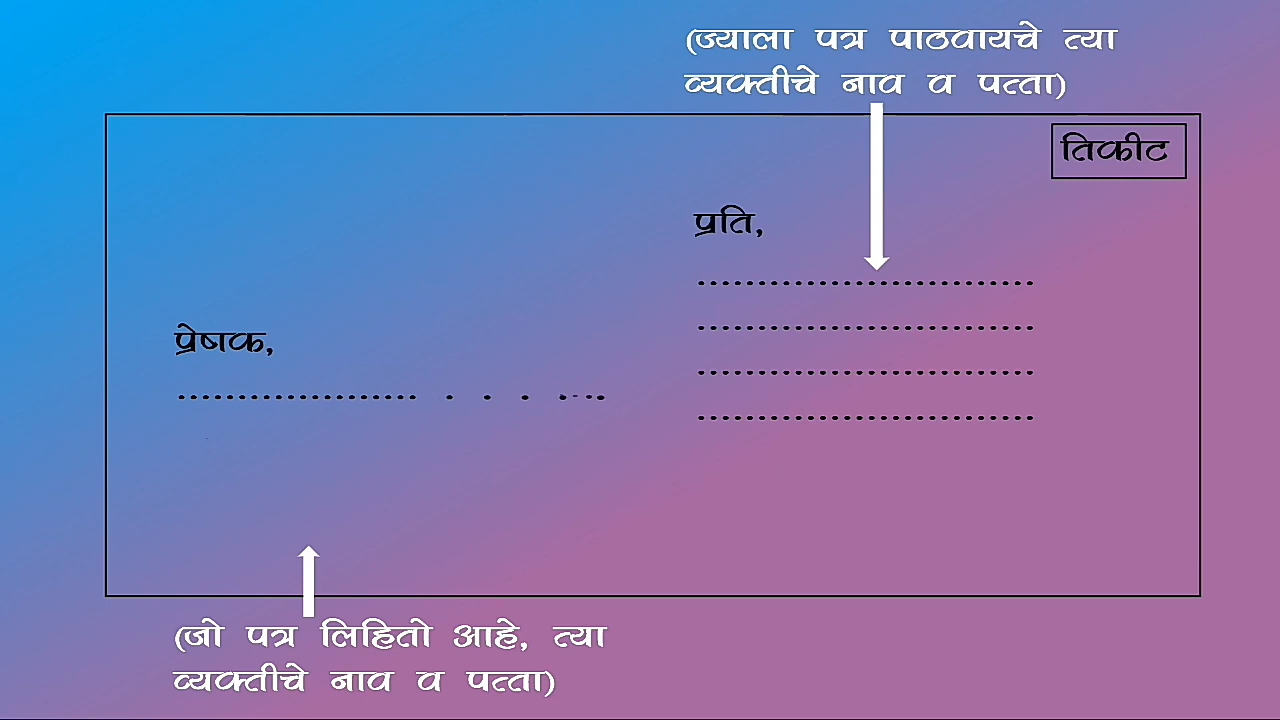 (ज्याला पत्र पाठवायचे त्या
व्यक्तीचे नाव व पत्त्ता)
तिकीट
प्रति,
..............................
..............................
..............................
..............................
प्रेषक,
.................... . . . .....
(जो पत्र लिहितो आहे, त्या
व्यक्तीचे नाव व पत्त्ता)